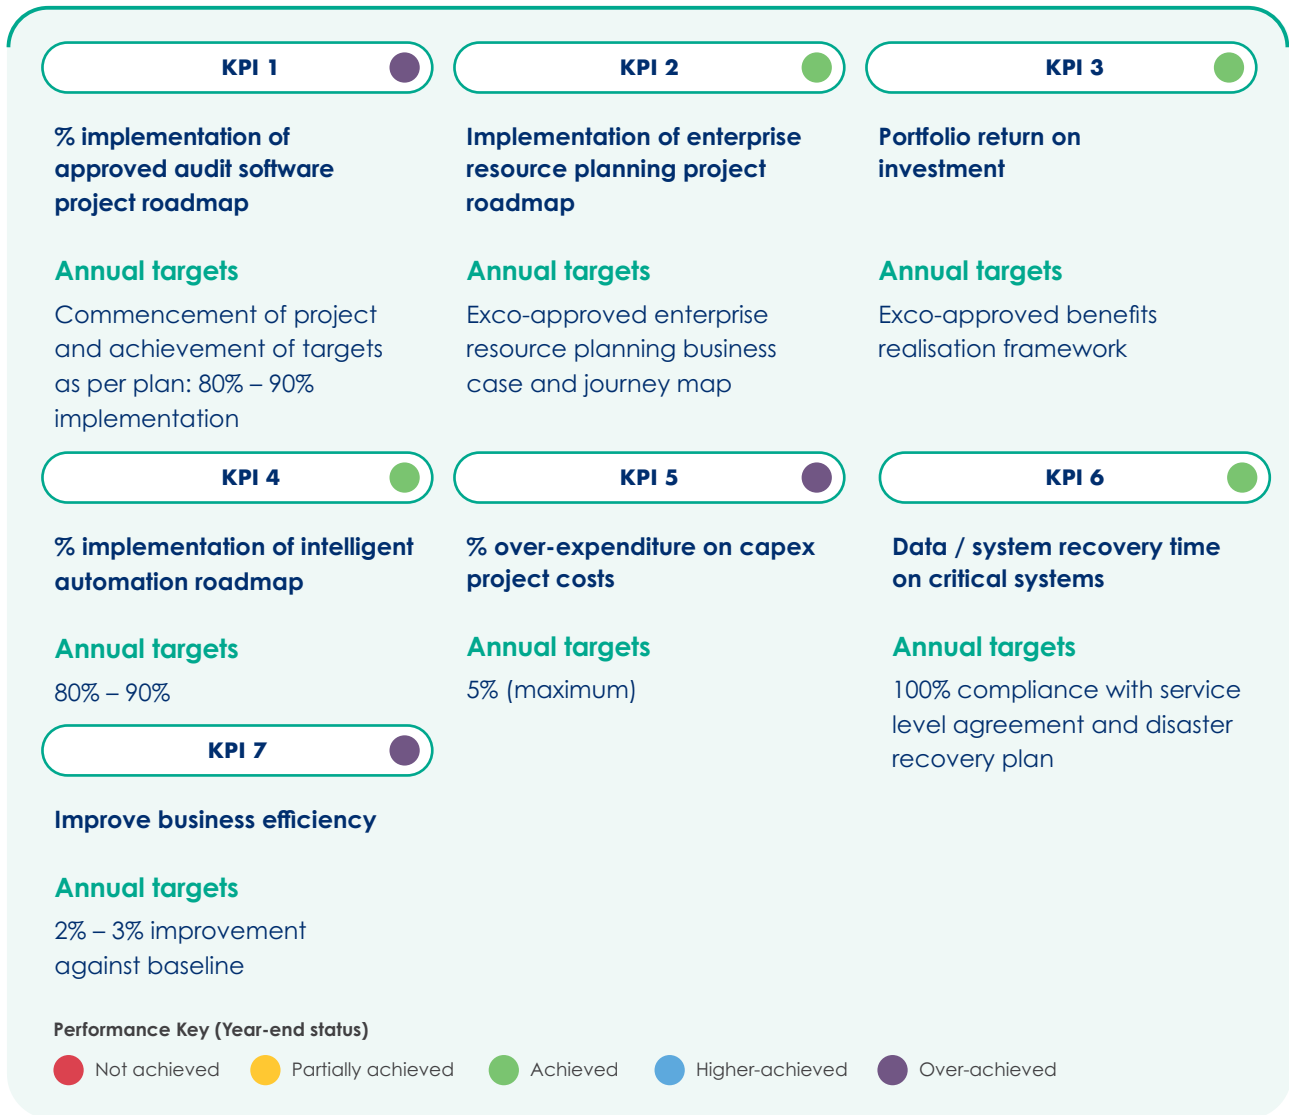 KPI 1
% implementation of
approved audit software
project roadmap
Annual targets
Commencement of project
and achievement of targets
as per plan: 80% – 90%
implementation
KPI 2
Implementation of enterprise
resource planning project
roadmap
Annual targets
Exco-approved enterprise
resource planning business
case and journey map
KPI 3
Portfolio return on
investment
Annual targets
Exco-approved benefits
realisation framework
KPI 4
% implementation of intelligent
automation roadmap
Annual targets
80% – 90%
KPI 5
% over-expenditure on capex
project costs
Annual targets
5% (maximum)
KPI 6
Data / system recovery time
on critical systems
Annual targets
100% compliance with service
level agreement and disaster
recovery plan
KPI 7
Improve business efficiency
Annual targets
2% – 3% improvement
against baseline
Performance Key (Year-end status)
Not achieved
Partially achieved
Achieved
Higher-achieved
Over-achieved